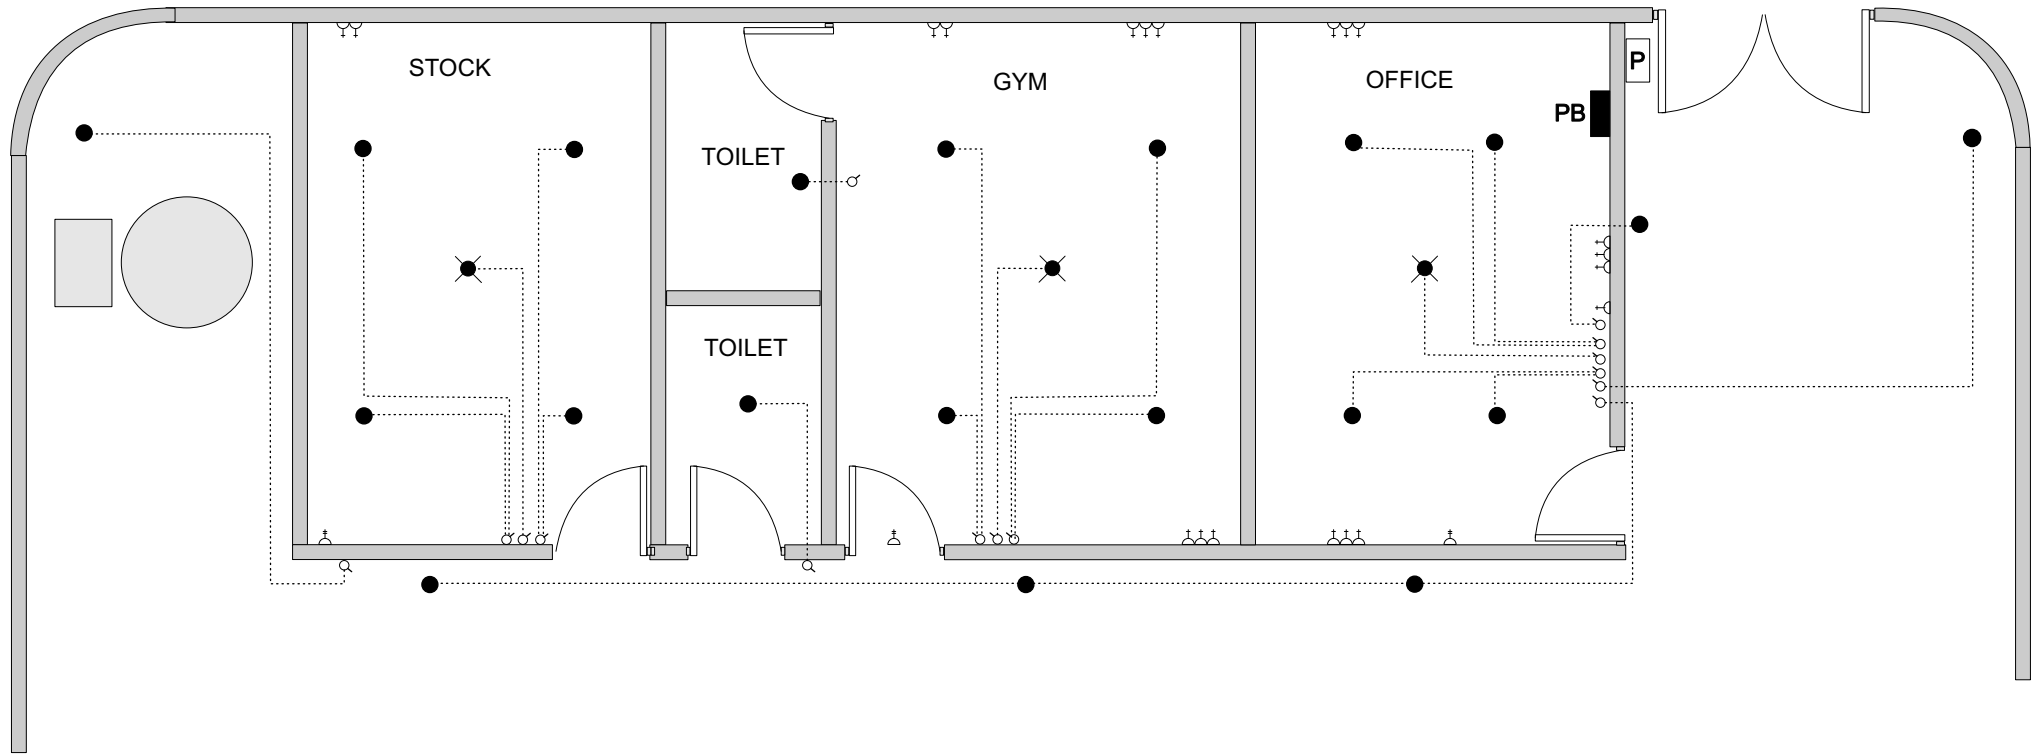 STOCK
GYM
OFFICE
P
PB
TOILET
TOILET